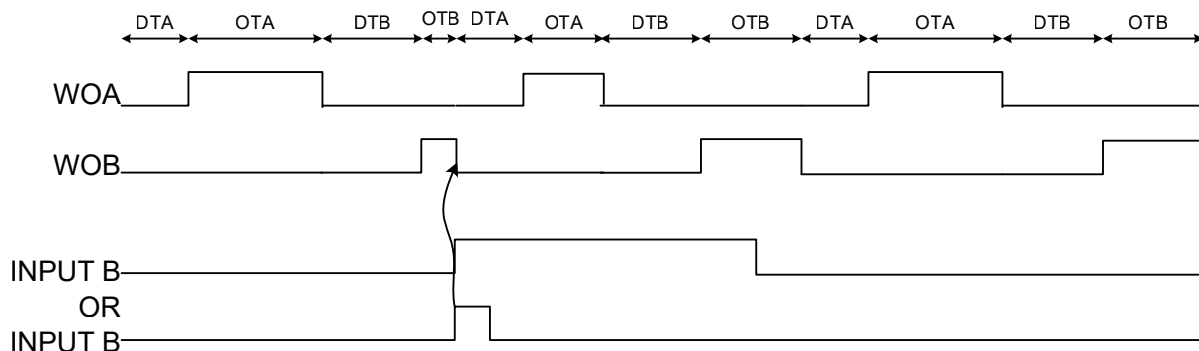 DTA OTA DTB OTB DTA OTA DTB OTB DTA OTA DTB OTB
WOA
WOB
INPUT B
OR
INPUT B